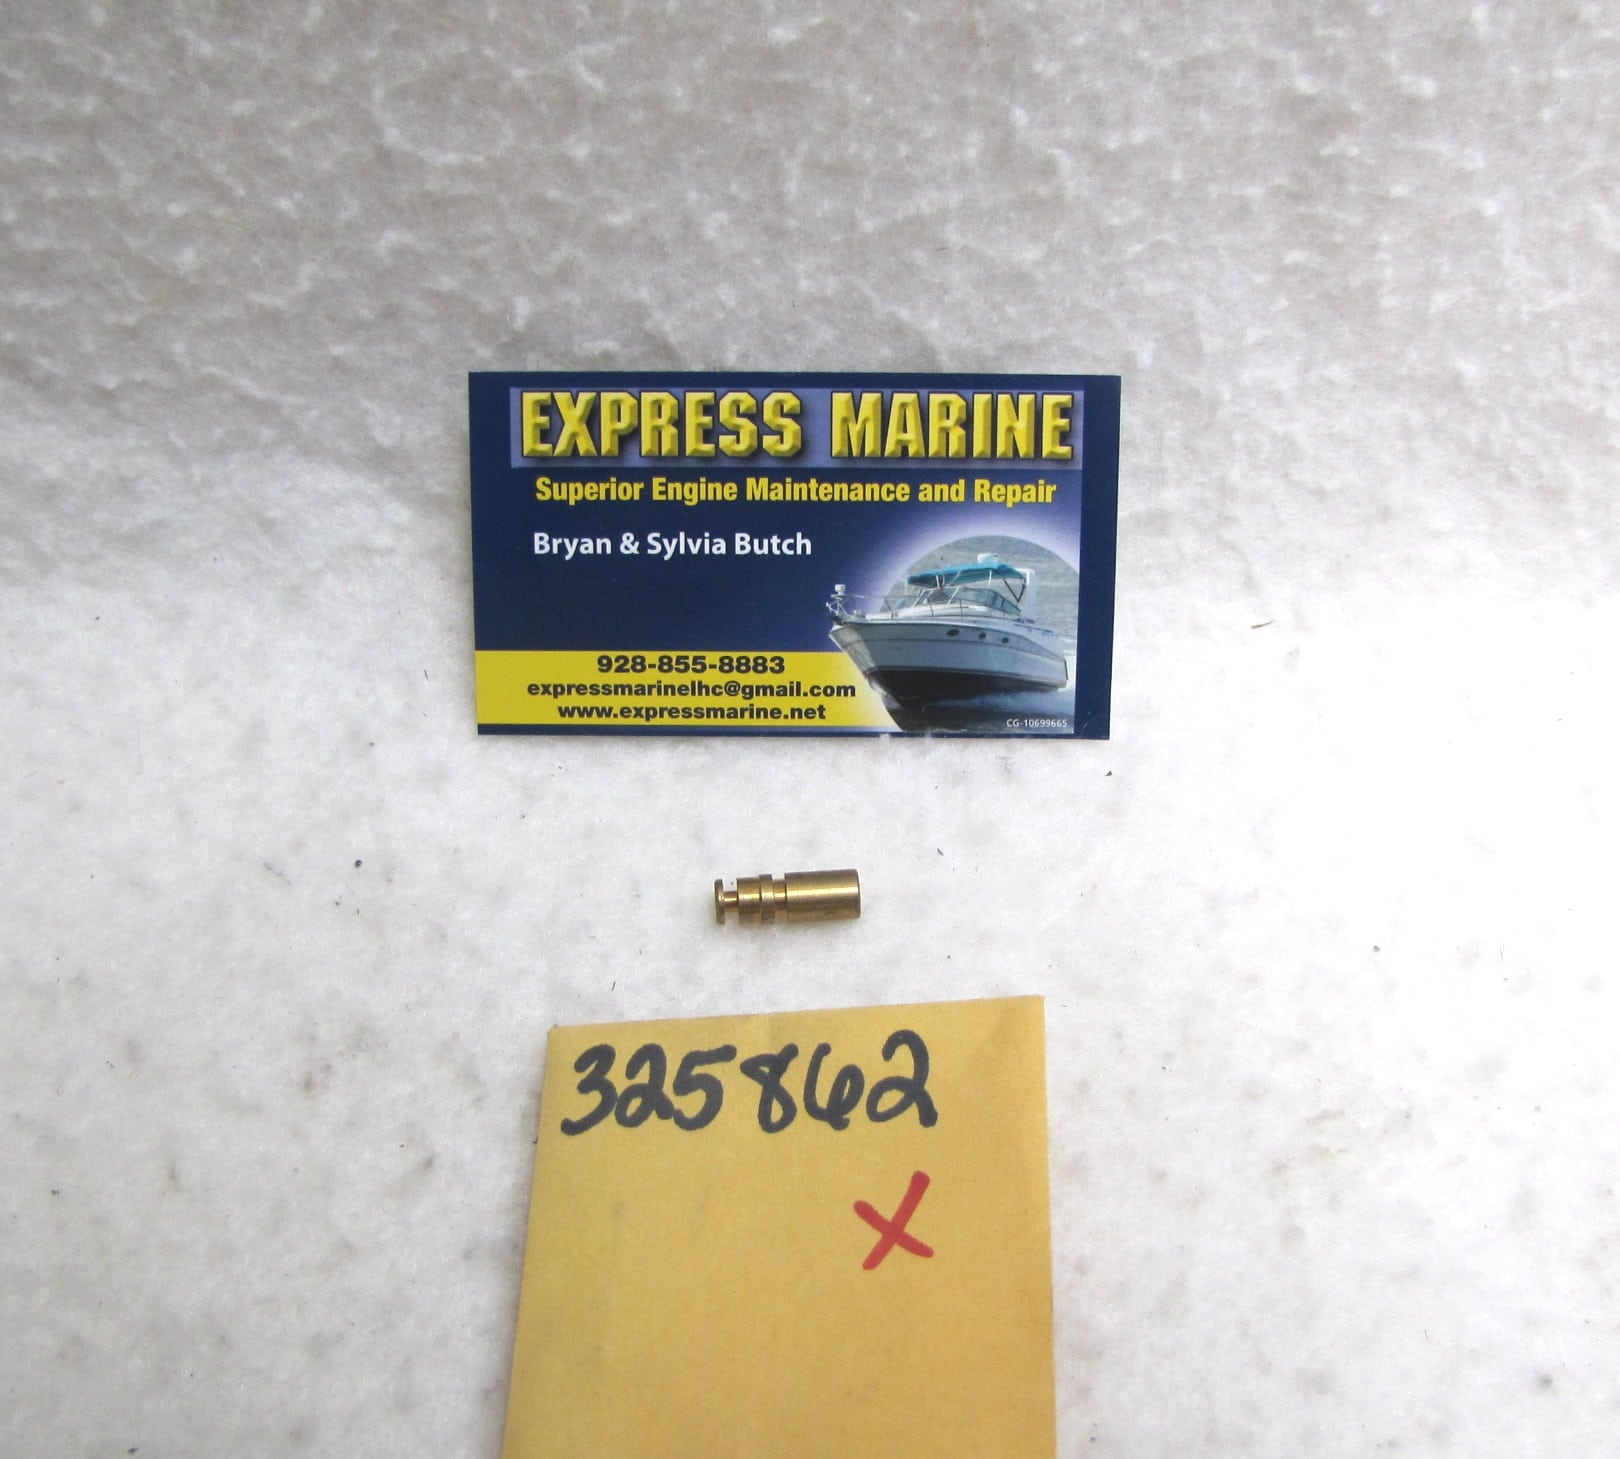 EXPRESS MARINE
Superior Engine Maintenance and Repair
Bryan & Sylvia Butch
928-855-8883
expressmarinelhc@gmail.com
www.expressmarine.net
CG-10699665
325862
X